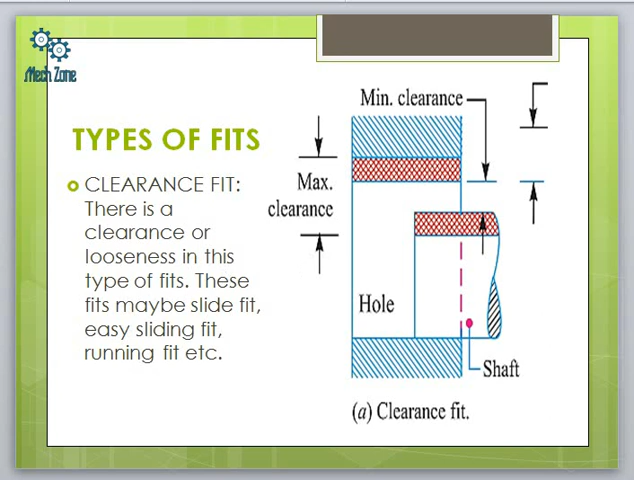 Mech Zone
TYPES OF FITS
CLEARANCE FIT:
There is a
clearance or
looseness in this
type of fits. These
fits maybe slide fit,
easy sliding fit,
running fit etc.
Min. clearance
Max.
clearance
Hole
Shaft
(a) Clearance fit.